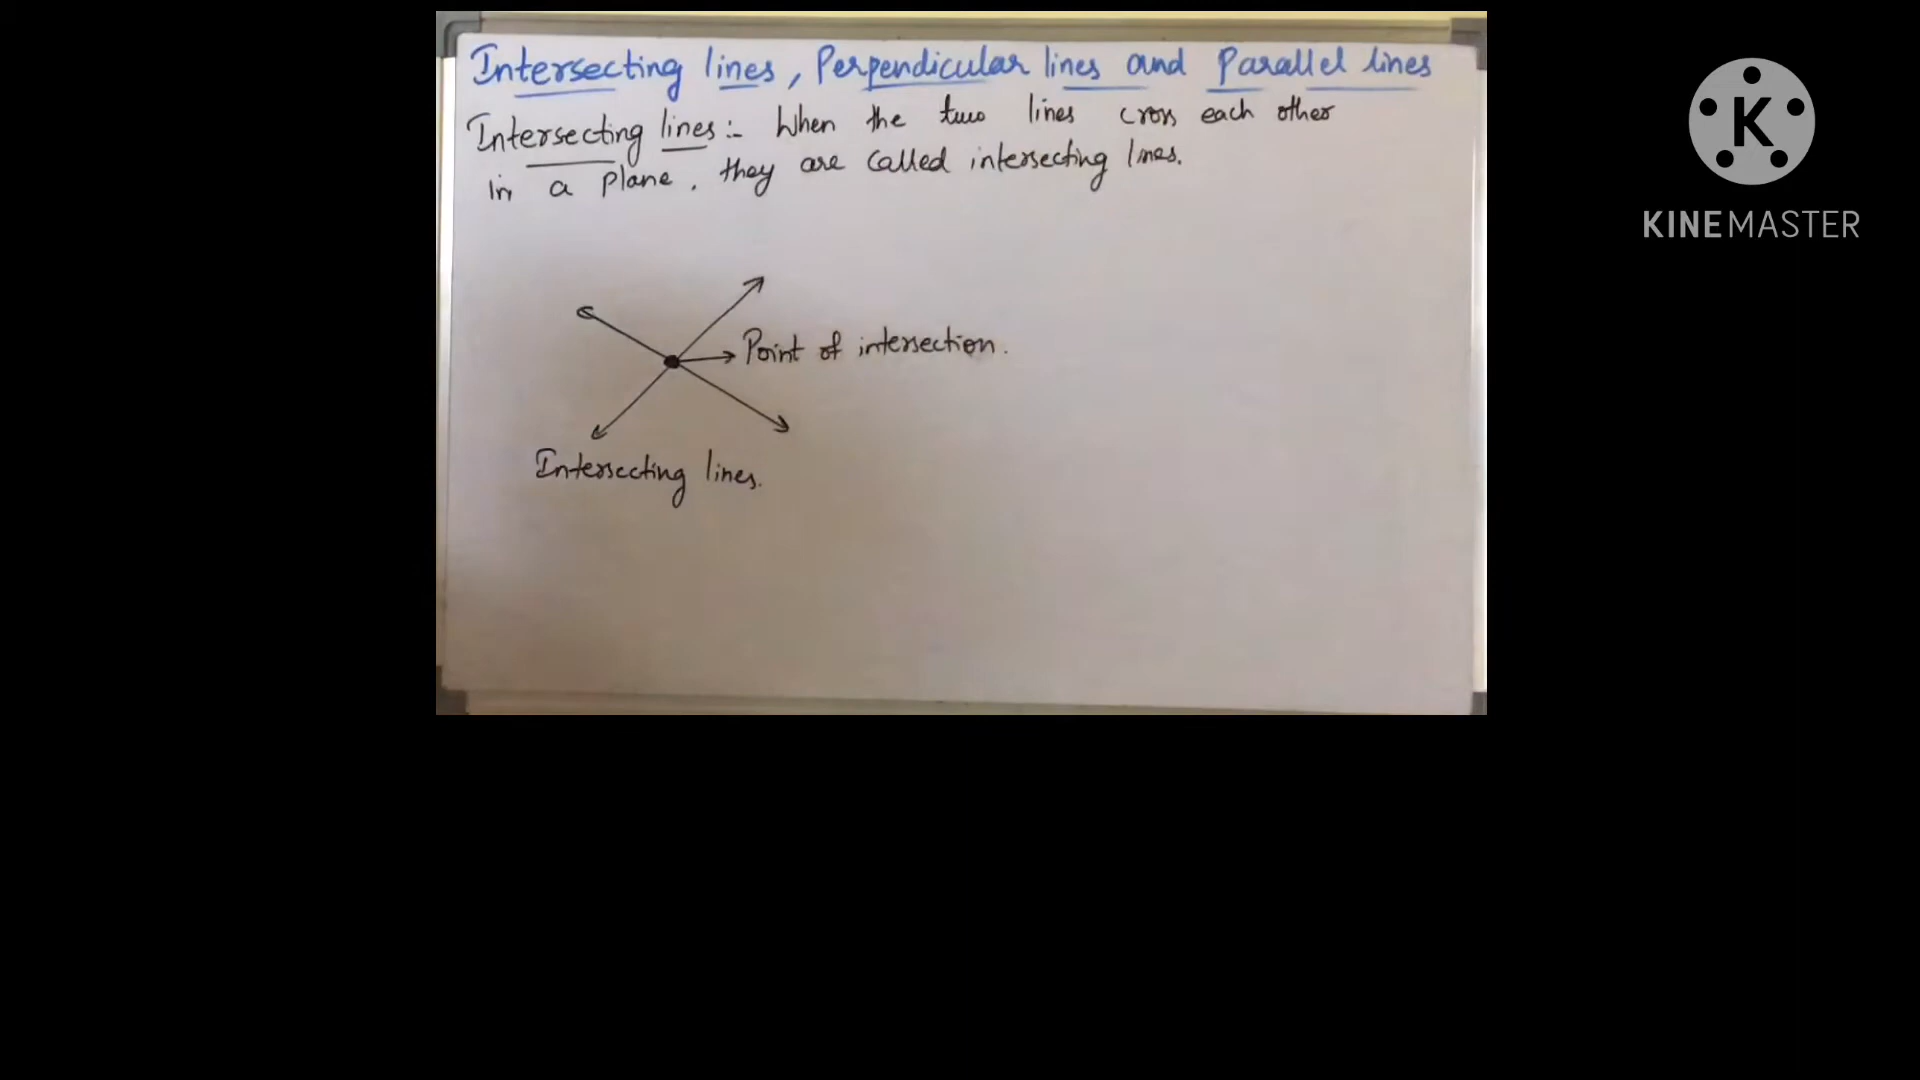 Intersecting lines, Perpendicular lines and Parallel lines
Intersecting lines:- When the two lines cross each other
in a plane, they are called intersecting lines.
Point of intersection.
Intersecting lines.
K
KINEMASTER